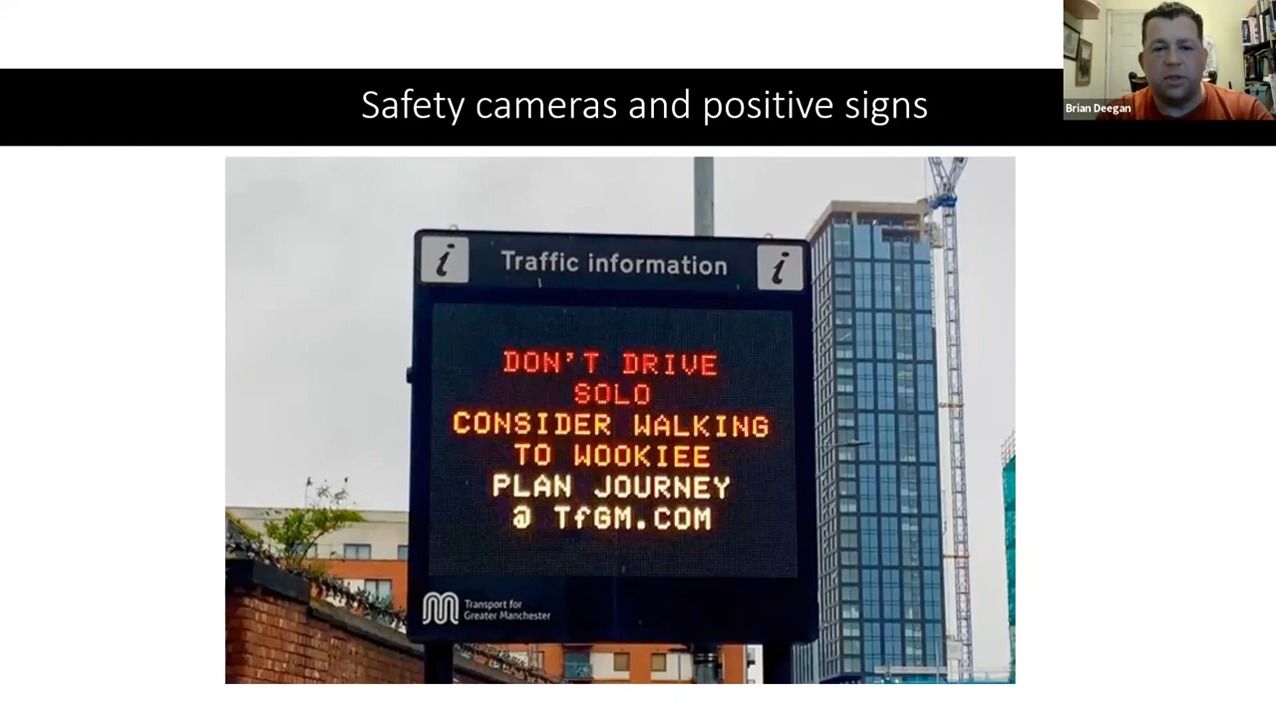 Safety cameras and positive signs
Brian Deegan
i Traffic information i
DON'T DRIVE
SOLO
CONSIDER WALKING
TO WOOKIEE
PLAN JOURNEY
@ TfGM.COM
Transport for
Greater Manchester